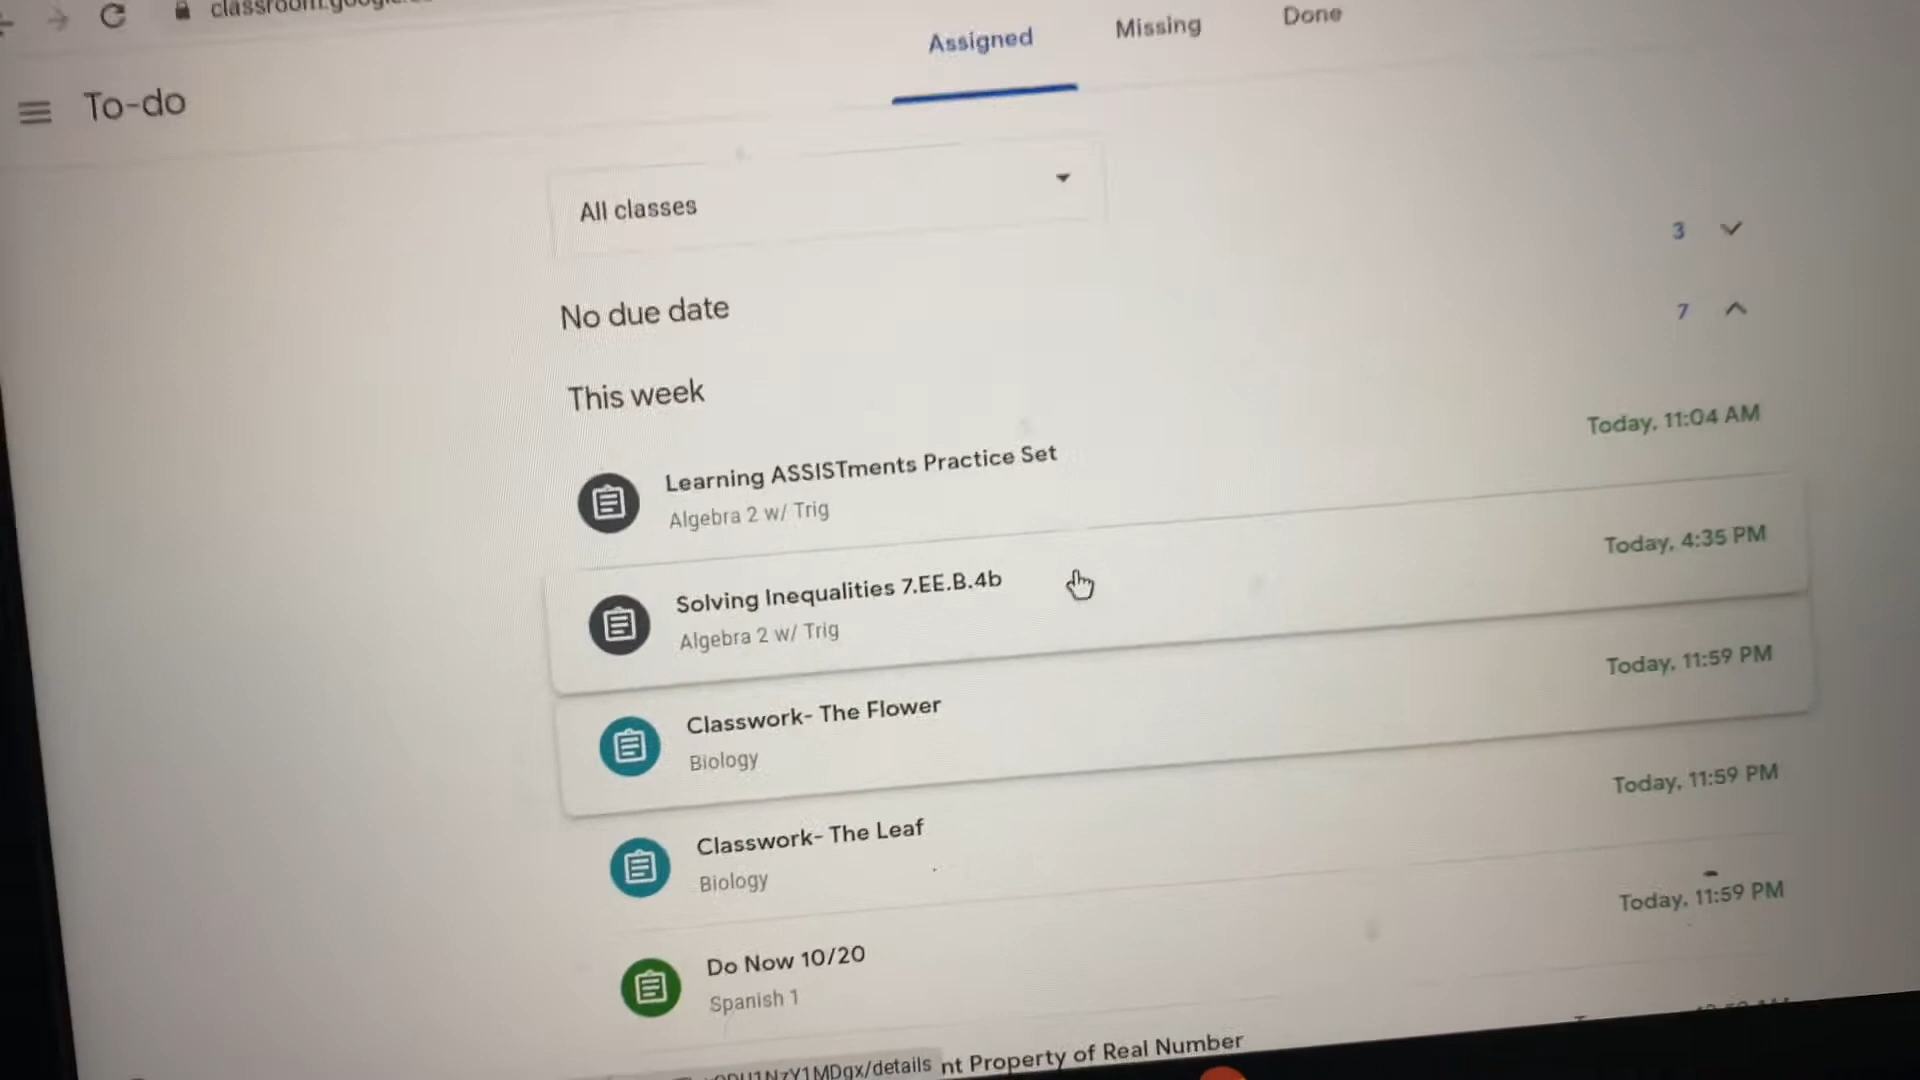 Assigned
Missing
Done
To-do
All classes
3
No due date
7
This week
Learning ASSISTments Practice Set
Today, 11:04 AM
Algebra 2 w/ Trig
Solving Inequalities 7.EE.B.4b
Today, 4:35 PM
Algebra 2 w/ Trig
Classwork- The Flower
Today, 11:59 PM
Biology
Classwork- The Leaf
Today, 11:59 PM
Biology
Do Now 10/20
Today, 11:59 PM
Spanish 1
nt Property of Real Number